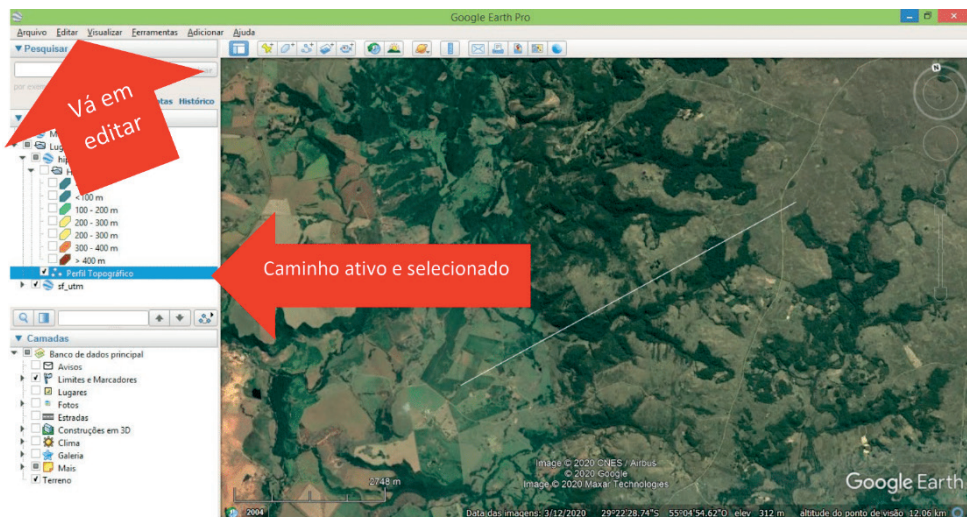 Google Earth Pro
Arquivo Editar Visualizar Ferramentas Adicionar Ajuda
Pesquisar
Histórico
Vá em
editar
<100 m
100 - 200 m
200 - 300 m
200 - 300 m
300 - 400 m
> 400 m
Perfil Topográfico
sf_utm
Caminho ativo e selecionado
Camadas
Banco de dados principal
Avisos
Limites e Marcadores
Lugares
Fotos
Estradas
Construções em 3D
Clima
Galeria
Mais
Terreno
N
2748 m
2004
Image © 2020 CNES / Airbus
© 2020 Google
Image © 2020 Maxar Technologies
Google Earth
Data das imagens: 3/12/2020 29°22'28.74"S 55°04'54.62"O elev 312 m altitude do ponto de visão 12.06 km